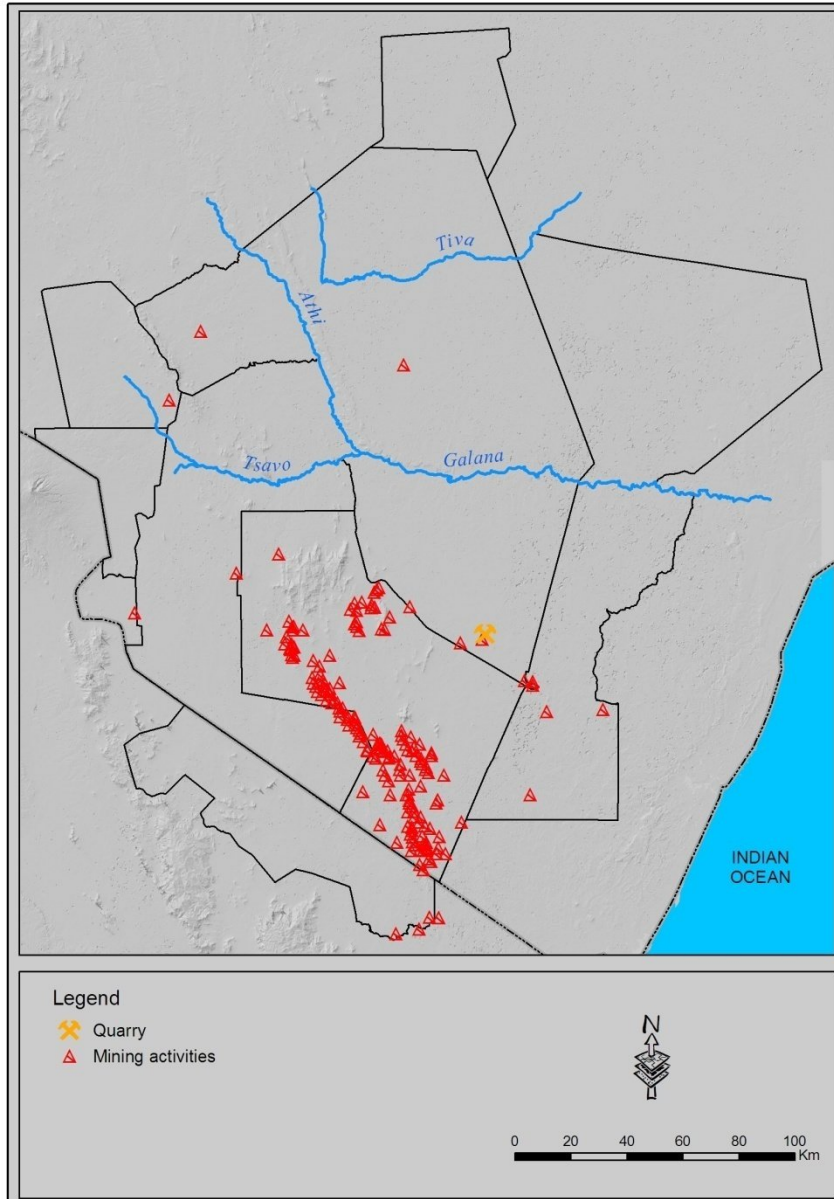 Tiva
Athi
Tsavo
Galana
INDIAN
OCEAN
Legend
Quarry
Mining activities
N
0 20 40 60 80 100
Km